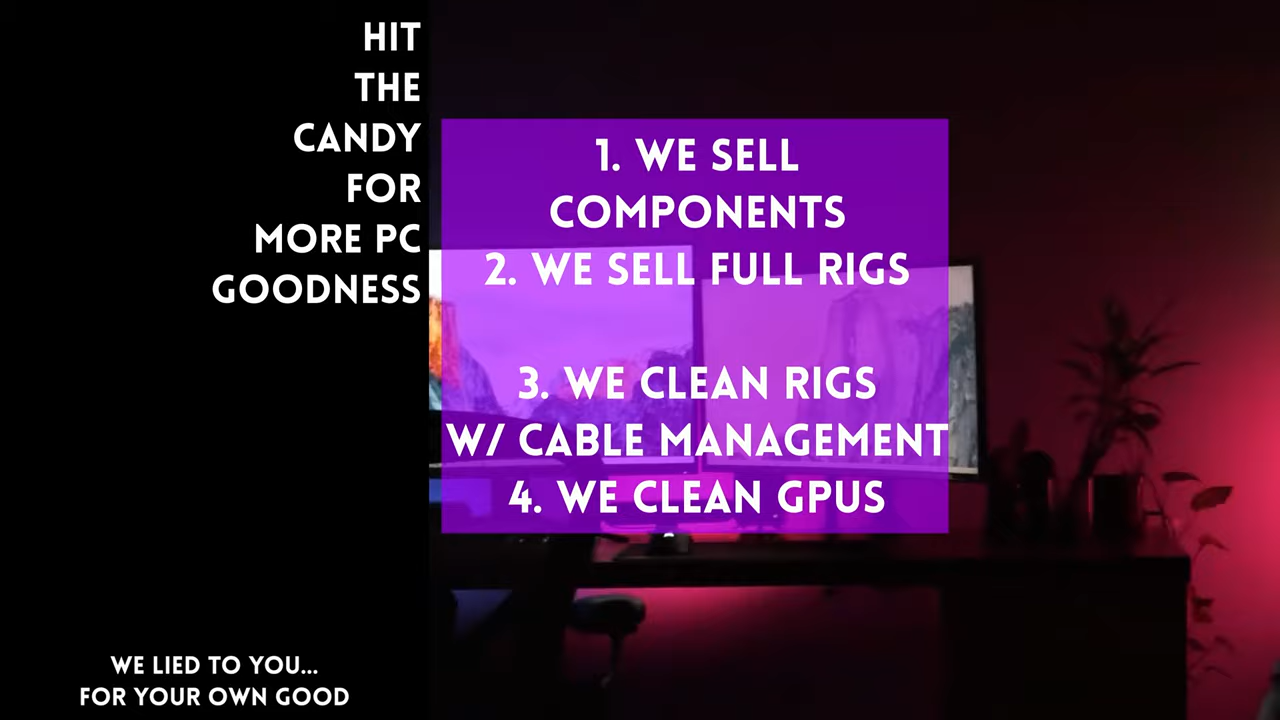 HIT
THE
CANDY
FOR
MORE PC
GOODNESS
1. WE SELL
COMPONENTS
2. WE SELL FULL RIGS
3. WE CLEAN RIGS
W/ CABLE MANAGEMENT
4. WE CLEAN GPUS
WE LIED TO YOU...
FOR YOUR OWN GOOD